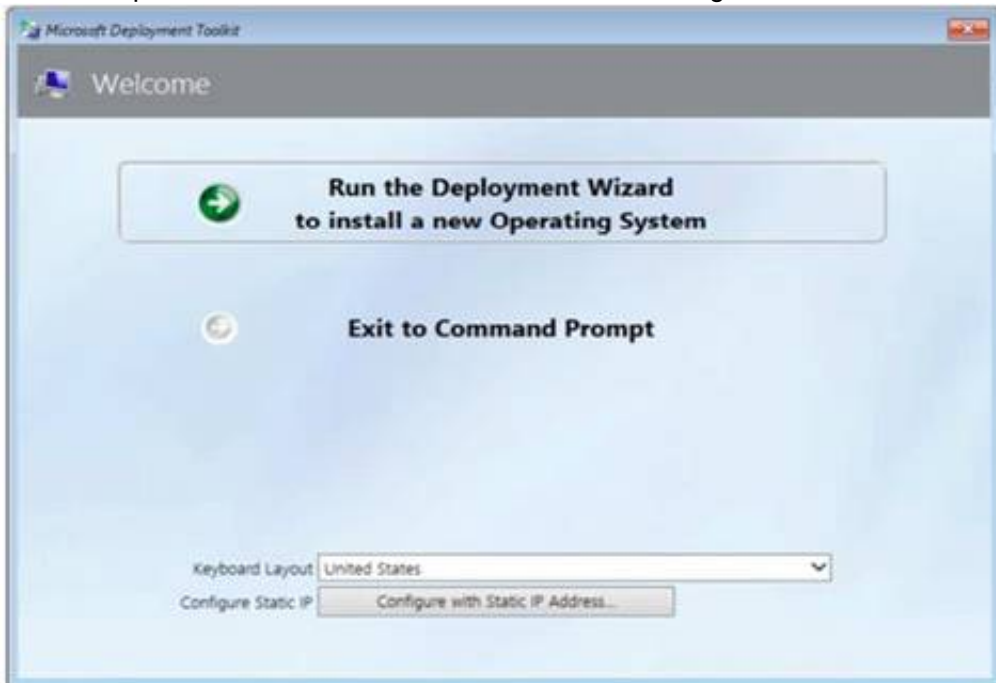 Microsoft Deployment Toolkit
Welcome
Run the Deployment Wizard
to install a new Operating System
Exit to Command Prompt
Keyboard Layout United States
Configure Static IP Configure with Static IP Address...